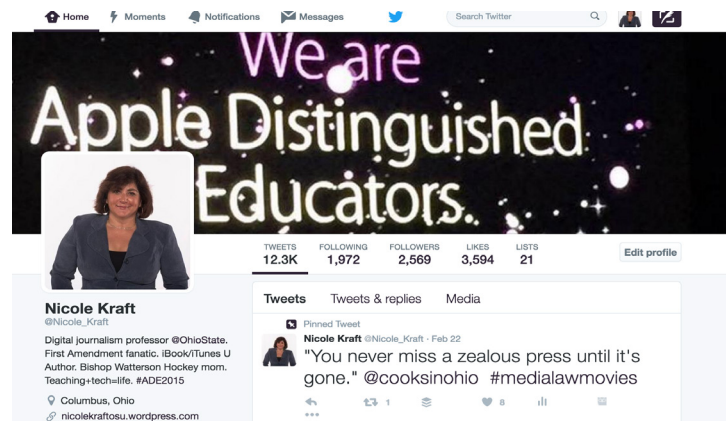 Home Moments Notifications Messages Search Twitter
We are
Apple Distinguished
Educators.
TWEETS FOLLOWING FOLLOWERS LIKES LISTS
12.3K 1,972 2,569 3,594 21
Edit profile
Nicole Kraft
@Nicole_Kraft
Digital journalism professor @OhioState.
First Amendment fanatic. iBook/iTunes U
Author. Bishop Watterson Hockey mom.
Teaching+tech=life. #ADE2015
Columbus, Ohio
nicolekraftosu.wordpress.com
Tweets Tweets & replies Media
Pinned Tweet
Nicole Kraft @Nicole_Kraft · Feb 22
"You never miss a zealous press until it's
gone." @cooksinohio #medialawmovies
1 8